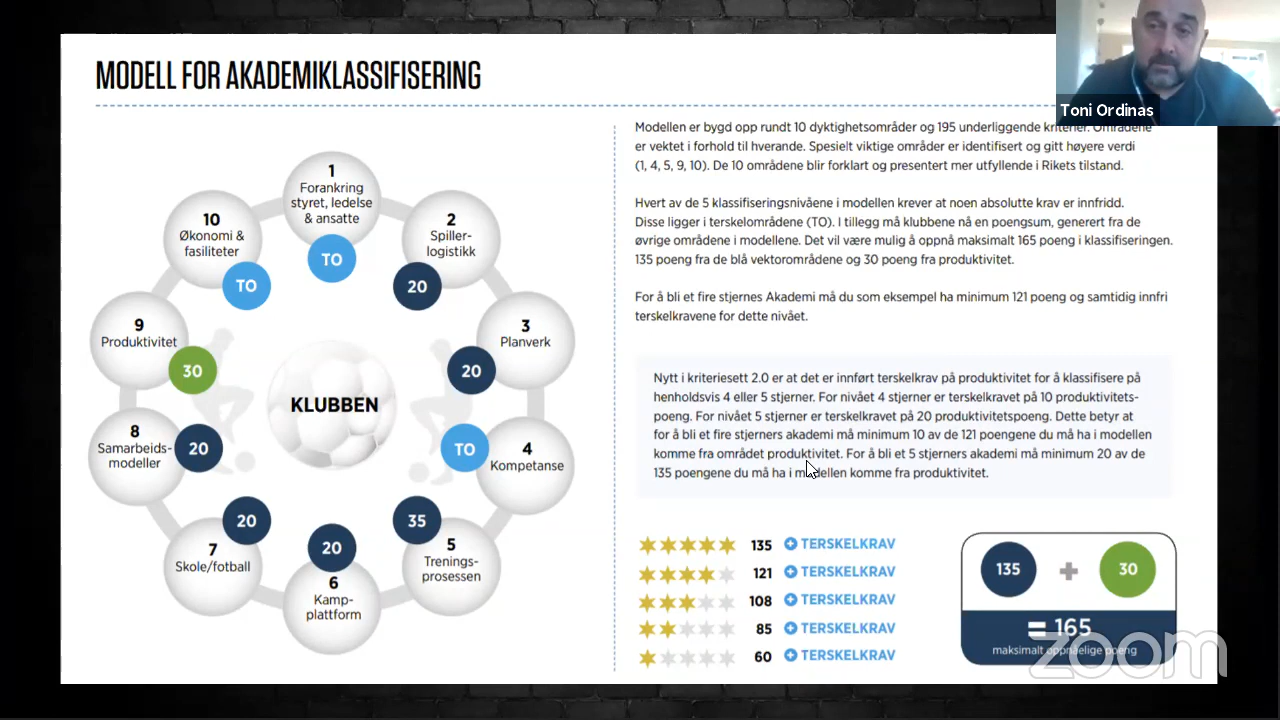 MODELL FOR AKADEMIKLASSIFISERING
Toni Ordinas
1
Forankring
styret, ledelse
& ansatte
TO
2
Spiller-
logistikk
20
3
Planverk
20
4
Kompetanse
TO
5
Trenings-
prosessen
35
6
Kamp-
plattform
20
7
Skole/fotball
20
8
Samarbeids-
modeller
20
9
Produktivitet
30
10
Økonomi &
fasiliteter
TO
KLUBBEN
Modellen er bygd opp rundt 10 dyktighetsområder og 195 underliggende kriterier. Områdene
er vektet i forhold til hverande. Spesielt viktige områder er identifisert og gitt høyere verdi
(1, 4, 5, 9, 10). De 10 områdene blir forklart og presentert mer utfyllende i Rikets tilstand.
Hvert av de 5 klassifiseringsnivåene i modellen krever at noen absolutte krav er innfridd.
Disse ligger i terskelområdene (TO). I tillegg må klubbene nå en poengsum, generert fra de
øvrige områdene i modellene. Det vil være mulig å oppnå maksimalt 165 poeng i klassifiseringen.
135 poeng fra de blå vektorområdene og 30 poeng fra produktivitet.
For å bli et fire stjernes Akademi må du som eksempel ha minimum 121 poeng og samtidig innfri
terskelkravene for dette nivået.
Nytt i kriteriesett 2.0 er at det er innført terskelkrav på produktivitet for å klassifisere på
henholdsvis 4 eller 5 stjerner. For nivået 4 stjerner er terskelkravet på 10 produktivitets-
poeng. For nivået 5 stjerner er terskelkravet på 20 produktivitetspoeng. Dette betyr at
for å bli et fire stjerners akademi må minimum 10 av de 121 poengene du må ha i modellen
komme fra området produktivitet. For å bli et 5 stjerners akademi må minimum 20 av de
135 poengene du må ha i modellen komme fra produktivitet.
135 TERSKELKRAV
121 TERSKELKRAV
108 TERSKELKRAV
85 TERSKELKRAV
60 TERSKELKRAV
135 + 30
= 165
maksimalt oppnåelige poeng
zoom